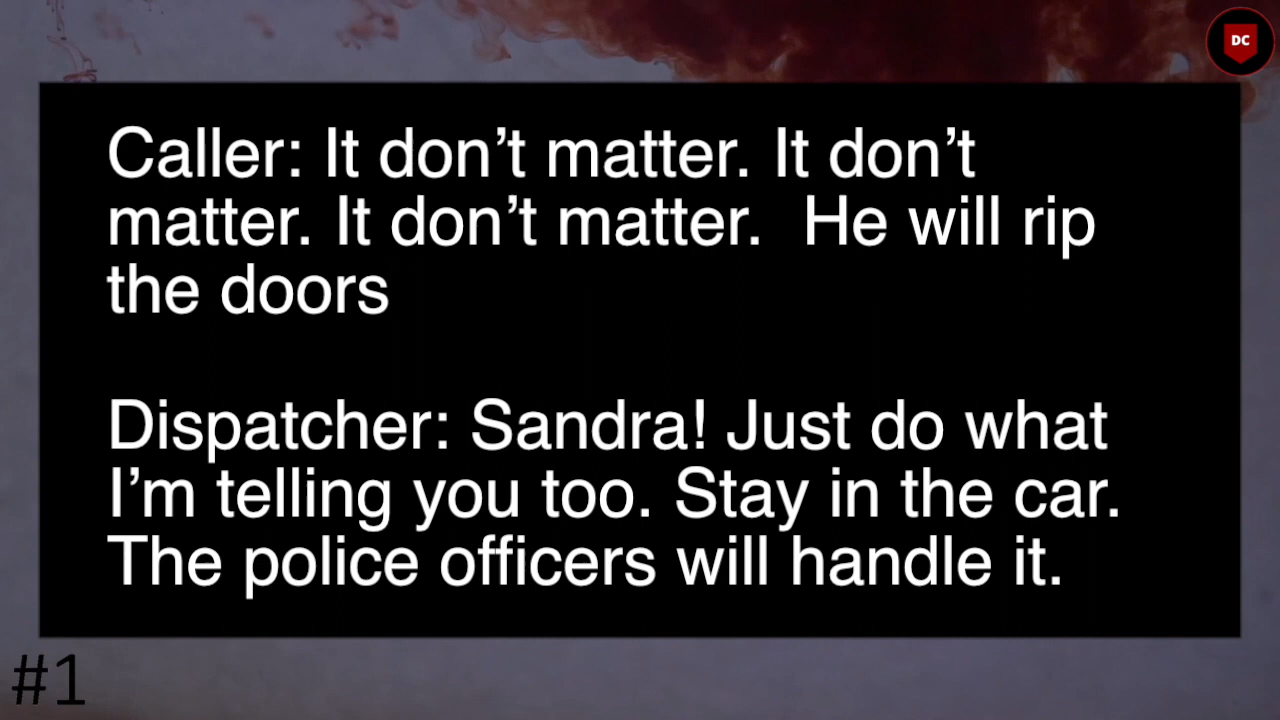 DC
Caller: It don’t matter. It don’t
matter. It don’t matter.  He will rip
the doors
Dispatcher: Sandra! Just do what
I’m telling you too. Stay in the car.
The police officers will handle it.
#1